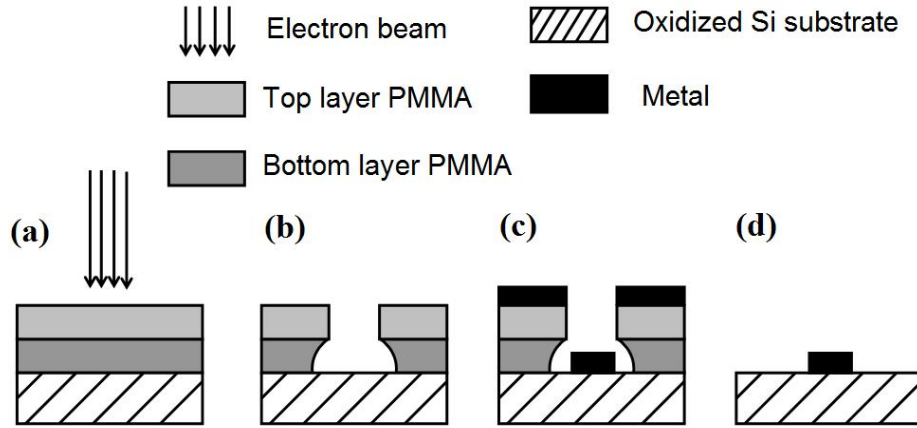 Electron beam
Oxidized Si substrate
Top layer PMMA
Metal
Bottom layer PMMA
(a)
(b)
(c)
(d)